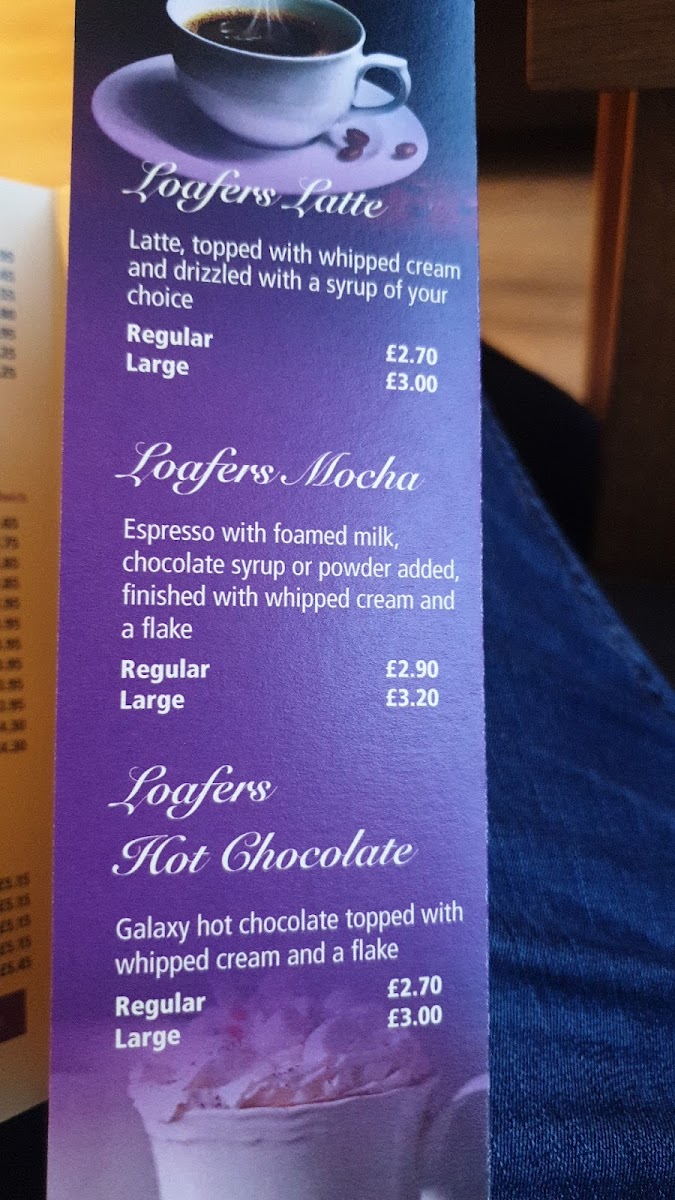 Loafers Latte
Latte, topped with whipped cream
and drizzled with a syrup of your
choice
Regular £2.70
Large £3.00
Loafers Mocha
Espresso with foamed milk,
chocolate syrup or powder added,
finished with whipped cream and
a flake
Regular £2.90
Large £3.20
Loafers
Hot Chocolate
Galaxy hot chocolate topped with
whipped cream and a flake
Regular £2.70
Large £3.00